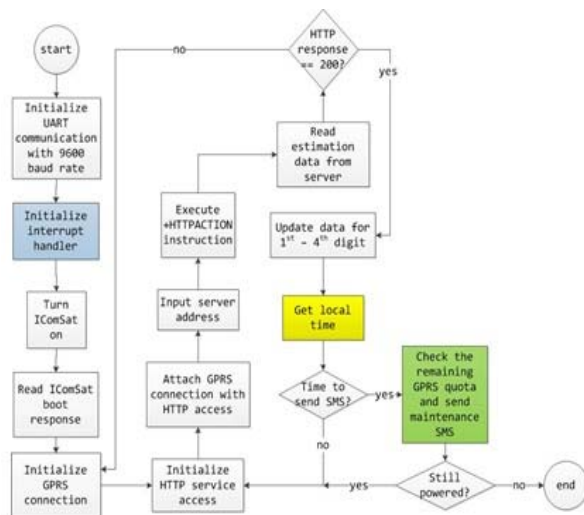 start
Initialize
UART
communication
with 9600
baud rate
Initialize
interrupt
handler
Turn
IComSat
on
Read IComSat
boot
response
Initialize
GPRS
connection
Initialize
HTTP service
access
Attach GPRS
connection with
HTTP access
Input server
address
Execute
+HTTPACTION
instruction
Read
estimation
data from
server
HTTP
response
== 200?
no
yes
Update data for
1st – 4th digit
Get local
time
Time to
send SMS?
yes
no
Check the
remaining
GPRS quota
and send
maintenance
SMS
Still
powered?
yes
no
end